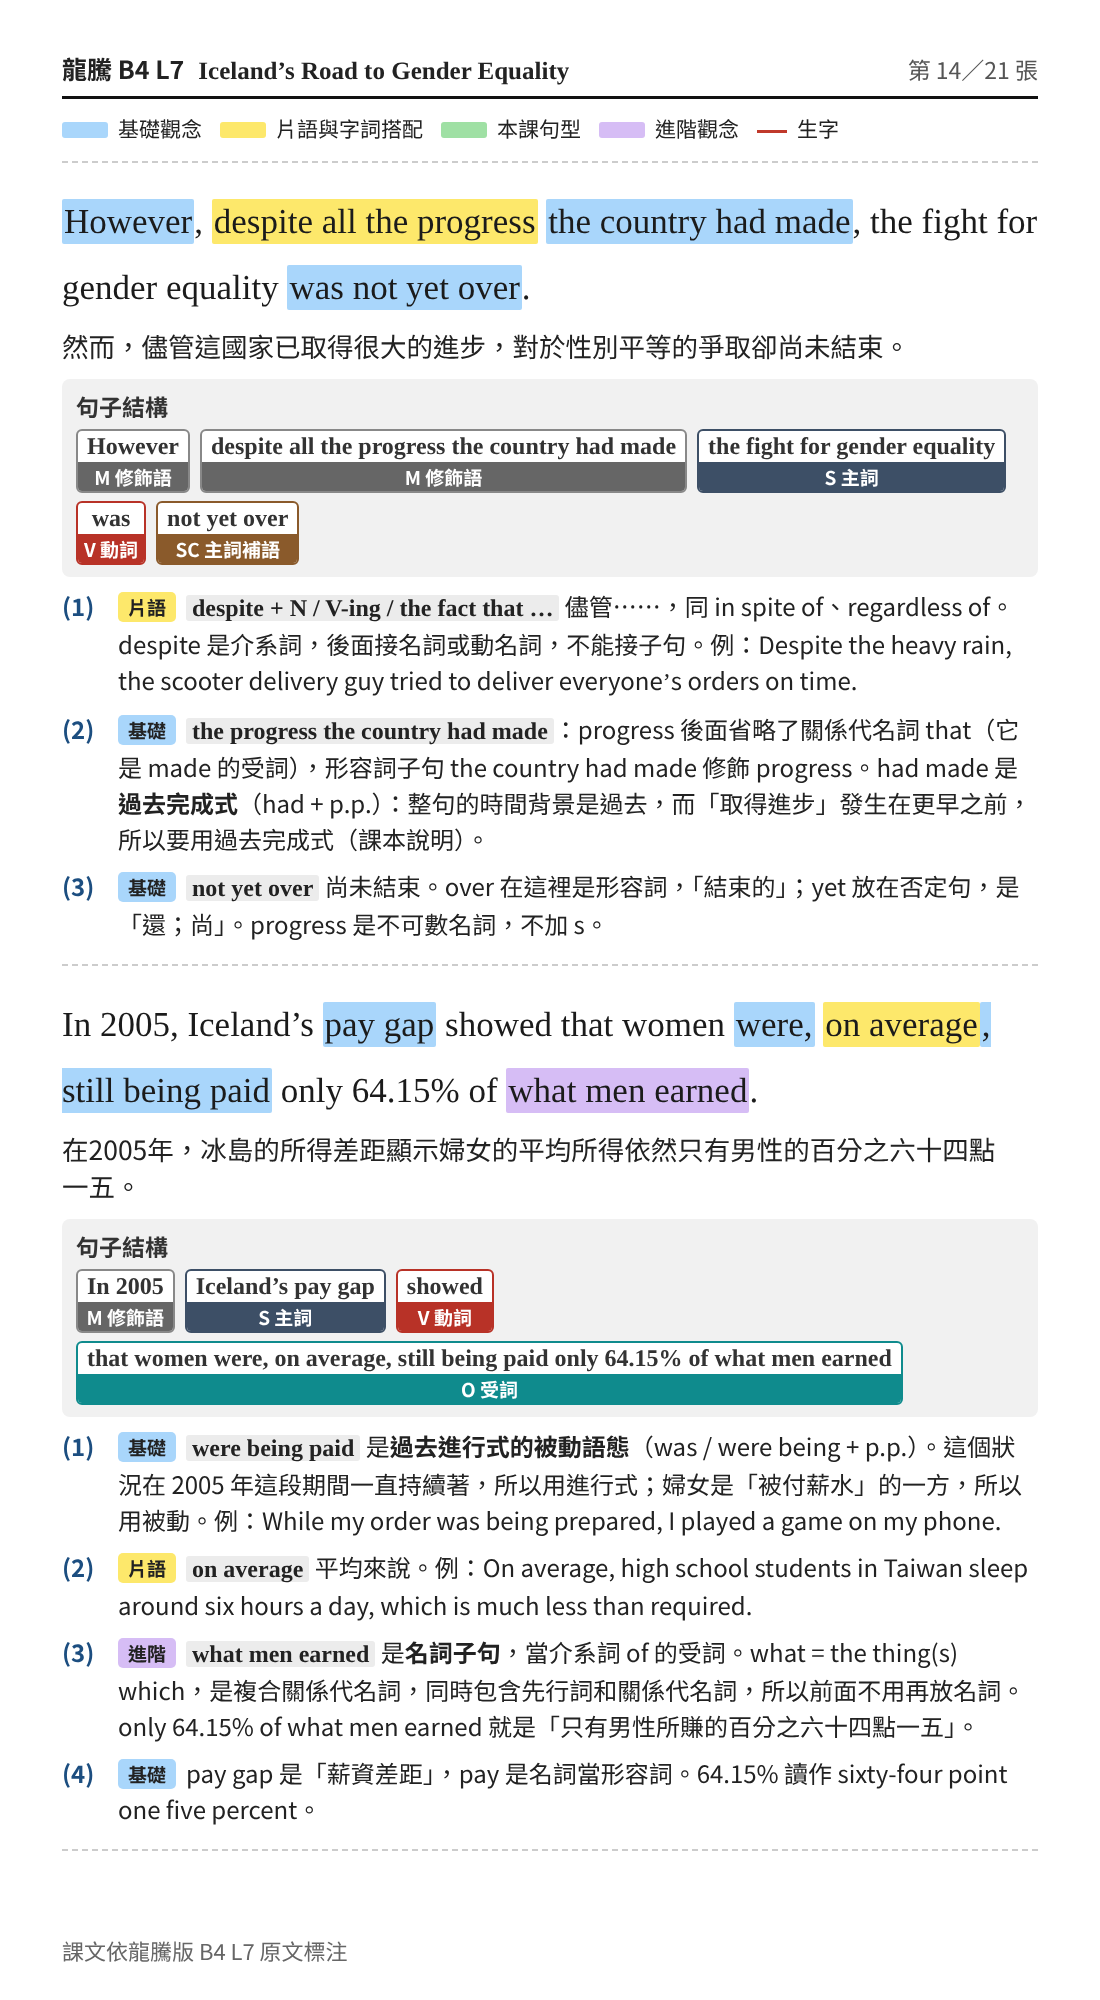 龍騰 B4 L7 Iceland’s Road to Gender Equality 第 14／21 張
基礎觀念 片語與字詞搭配 本課句型 進階觀念 生字
However, despite all the progress the country had made, the fight for
gender equality was not yet over.
然而，儘管這國家已取得很大的進步，對於性別平等的爭取卻尚未結束。
句子結構
However despite all the progress the country had made the fight for gender equality
M 修飾語 M 修飾語 S 主詞
was not yet over
V 動詞 SC 主詞補語
(1) 片語 despite + N / V-ing / the fact that … 儘管⋯⋯，同 in spite of、regardless of。
despite 是介系詞，後面接名詞或動名詞，不能接子句。例：Despite the heavy rain,
the scooter delivery guy tried to deliver everyone’s orders on time.
(2) 基礎 the progress the country had made：progress 後面省略了關係代名詞 that（它
是 made 的受詞），形容詞子句 the country had made 修飾 progress。had made 是
過去完成式（had + p.p.）：整句的時間背景是過去，而「取得進步」發生在更早之前，
所以要用過去完成式（課本說明）。
(3) 基礎 not yet over 尚未結束。over 在這裡是形容詞，「結束的」；yet 放在否定句，是
「還；尚」。progress 是不可數名詞，不加 s。
In 2005, Iceland’s pay gap showed that women were, on average,
still being paid only 64.15% of what men earned.
在2005年，冰島的所得差距顯示婦女的平均所得依然只有男性的百分之六十四點
一五。
句子結構
In 2005 Iceland’s pay gap showed
M 修飾語 S 主詞 V 動詞
that women were, on average, still being paid only 64.15% of what men earned
O 受詞
(1) 基礎 were being paid 是過去進行式的被動語態（was / were being + p.p.）。這個狀
況在 2005 年這段期間一直持續著，所以用進行式；婦女是「被付薪水」的一方，所以
用被動。例：While my order was being prepared, I played a game on my phone.
(2) 片語 on average 平均來說。例：On average, high school students in Taiwan sleep
around six hours a day, which is much less than required.
(3) 進階 what men earned 是名詞子句，當介系詞 of 的受詞。what = the thing(s)
which，是複合關係代名詞，同時包含先行詞和關係代名詞，所以前面不用再放名詞。
only 64.15% of what men earned 就是「只有男性所賺的百分之六十四點一五」。
(4) 基礎 pay gap 是「薪資差距」，pay 是名詞當形容詞。64.15% 讀作 sixty-four point
one five percent。
課文依龍騰版 B4 L7 原文標注